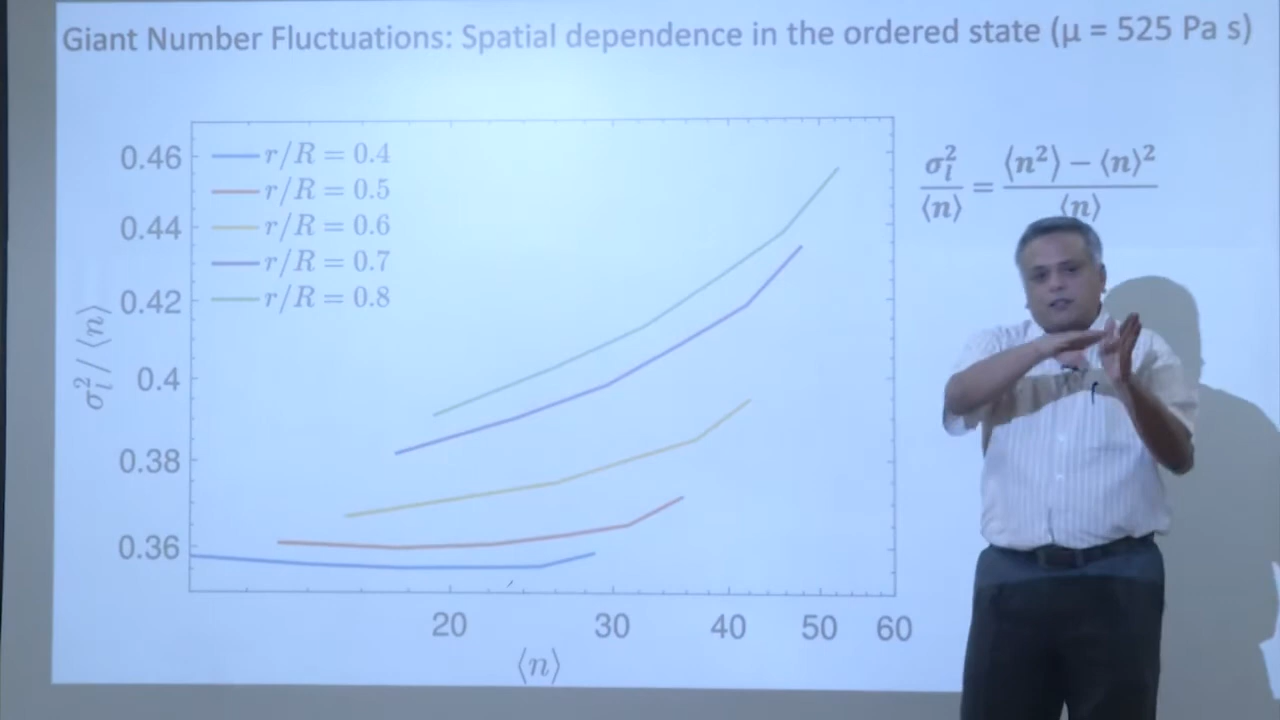 Giant Number Fluctuations: Spatial dependence in the ordered state (μ = 525 Pa s)
r/R = 0.4
r/R = 0.5
r/R = 0.6
r/R = 0.7
r/R = 0.8
0.46
0.44
0.42
0.4
0.38
0.36
σ_l^2 / ⟨n⟩
20 30 40 50 60
⟨n⟩
σ_l^2/⟨n⟩ = (⟨n^2⟩ − ⟨n⟩^2)/⟨n⟩